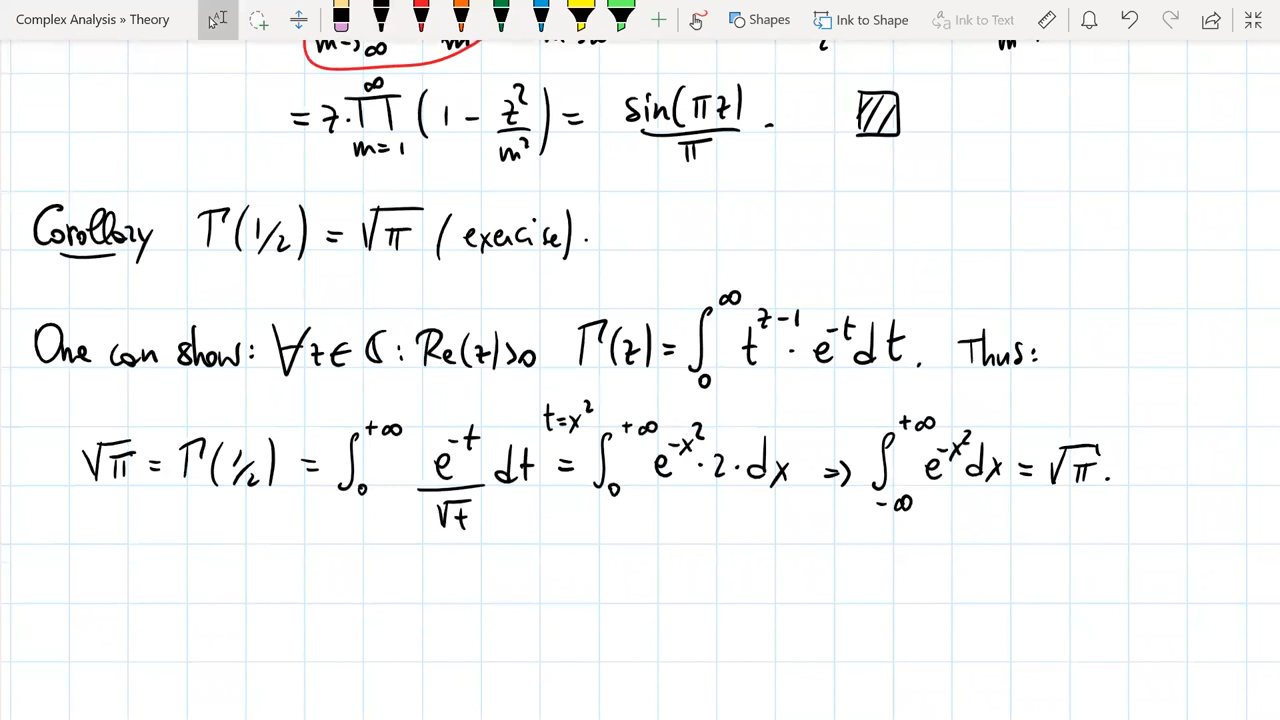 Complex Analysis » Theory
Shapes
Ink to Shape
Ink to Text
m→∞ m m→∞ z m
= z·∏_{m=1}^{∞} (1 − z²/m²) = sin(πz)/π .
Corollary Γ(1/2) = √π (exercise).
One can show: ∀z∈ℂ: Re(z)>0 Γ(z) = ∫_0^∞ t^{z−1}·e^{−t}dt. Thus:
√π = Γ(1/2) = ∫_0^{+∞} e^{−t}/√t dt =^{t=x²} ∫_0^{+∞} e^{−x²}·2·dx ⇒ ∫_{−∞}^{+∞} e^{−x²}dx = √π.